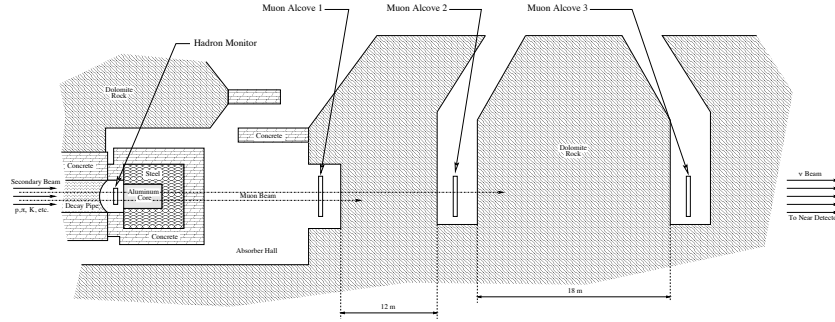 Muon Alcove 1
Muon Alcove 2
Muon Alcove 3
Hadron Monitor
Dolomite
Rock
Concrete
Dolomite
Rock
Concrete
Steel
Secondary Beam
Aluminum
Core
Muon Beam
p,π, K, etc.
Decay Pipe
Concrete
Absorber Hall
ν Beam
To Near Detector
12 m
18 m